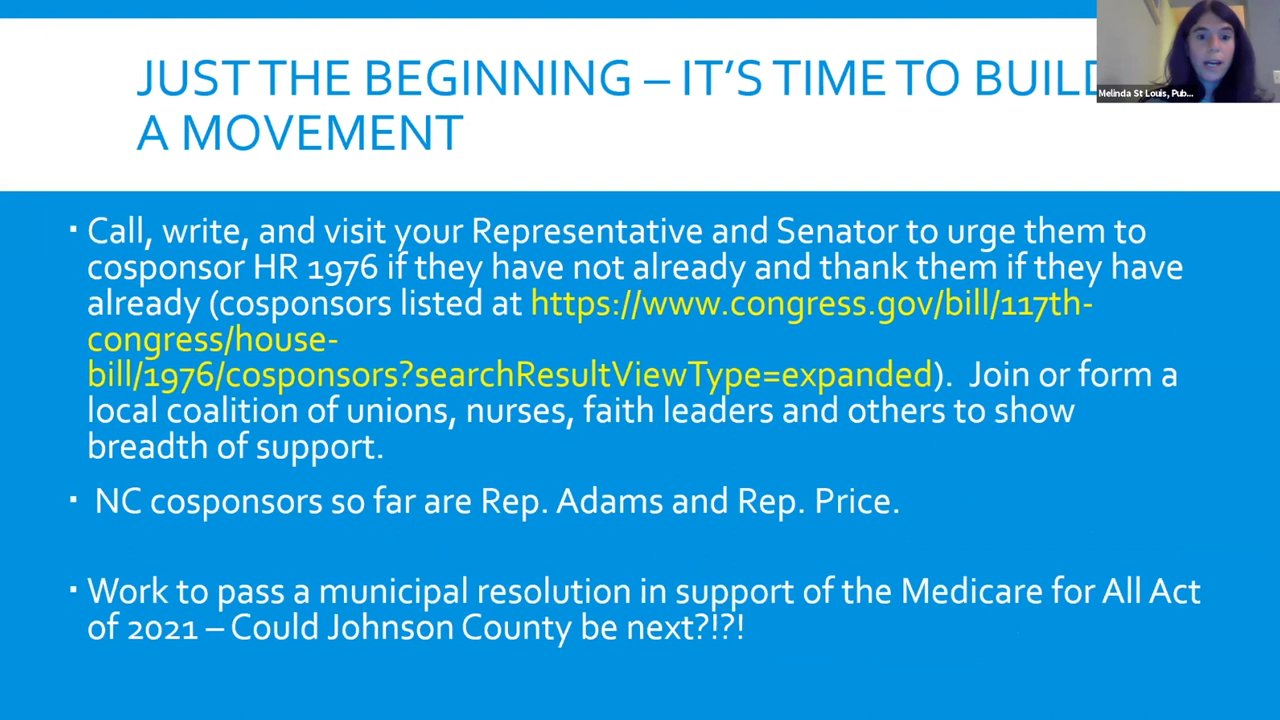 JUST THE BEGINNING – IT'S TIME TO BUILD
A MOVEMENT
Melinda St Louis, Pub...
▪ Call, write, and visit your Representative and Senator to urge them to
cosponsor HR 1976 if they have not already and thank them if they have
already (cosponsors listed at https://www.congress.gov/bill/117th-
congress/house-
bill/1976/cosponsors?searchResultViewType=expanded). Join or form a
local coalition of unions, nurses, faith leaders and others to show
breadth of support.
▪ NC cosponsors so far are Rep. Adams and Rep. Price.
▪ Work to pass a municipal resolution in support of the Medicare for All Act
of 2021 – Could Johnson County be next?!?!